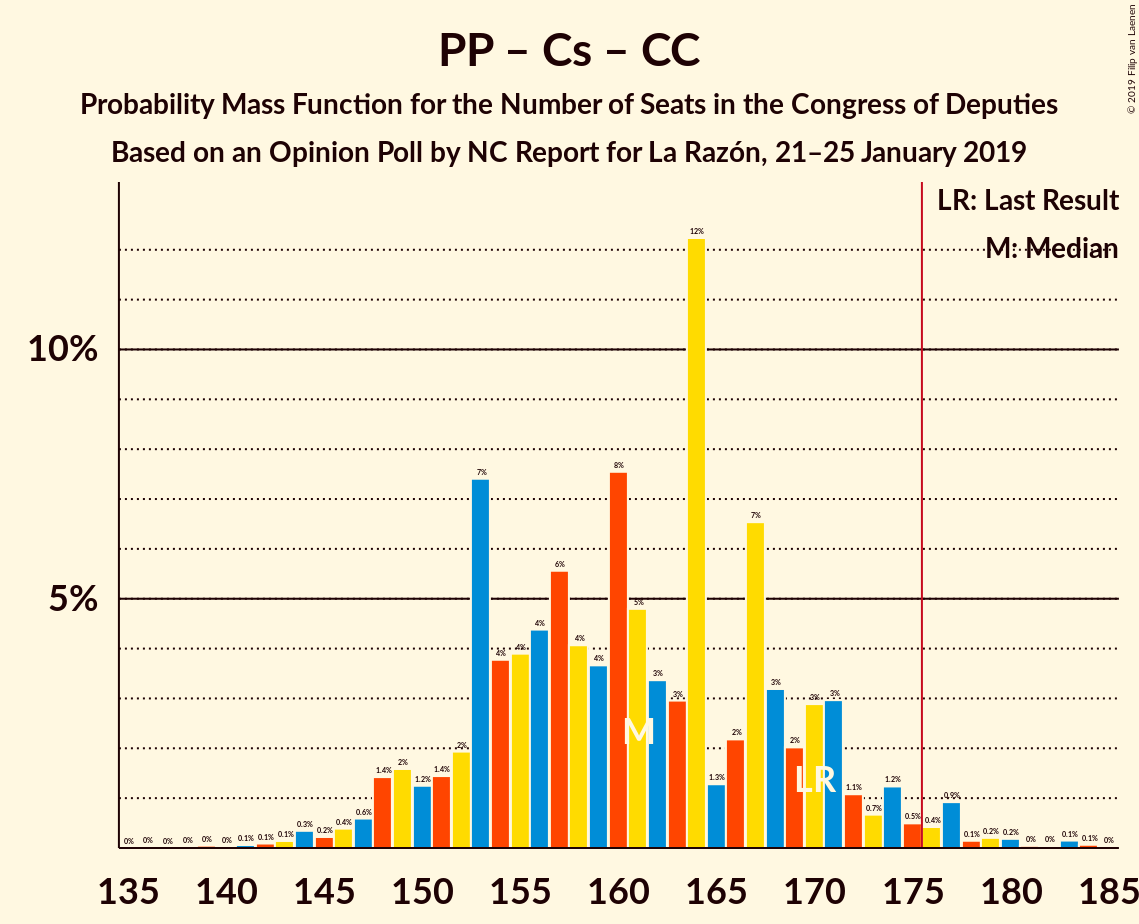 PP – Cs – CC
Probability Mass Function for the Number of Seats in the Congress of Deputies
Based on an Opinion Poll by NC Report for La Razón, 21–25 January 2019
© 2019 Filip van Laenen
LR: Last Result
M: Median
10%
5%
0% 0% 0% 0% 0% 0% 0.1% 0.1% 0.1% 0.3% 0.2% 0.4% 0.6% 1.4% 2% 1.2% 1.4% 2% 7% 4% 4% 4% 6% 4% 4% 8% 5% 3% 3% 12% 1.3% 2% 7% 3% 2% 3% 3% 1.1% 0.7% 1.2% 0.5% 0.4% 0.9% 0.1% 0.2% 0.2% 0% 0% 0.1% 0.1% 0%
M
LR
135 140 145 150 155 160 165 170 175 180 185